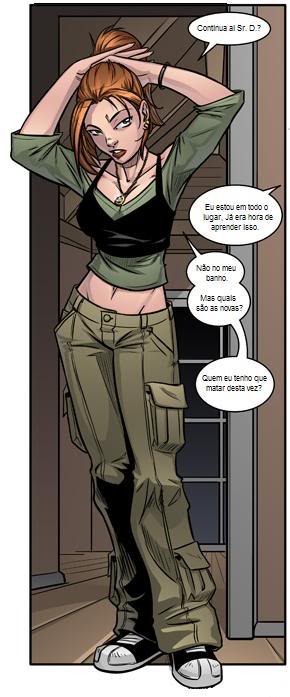 Continua aí Sr. D.?
Eu estou em todo o
lugar, Já era hora de
aprender isso.
Não no meu
banho.
Mas quais
são as novas?
Quem eu tenho que
matar desta vez?